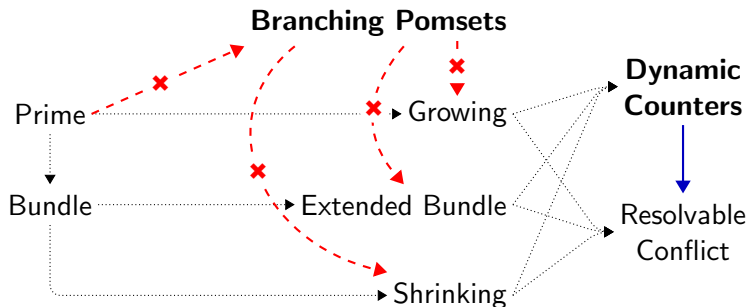 Branching Pomsets
Dynamic
Counters
Prime
Growing
Bundle
Extended Bundle
Resolvable
Conflict
Shrinking